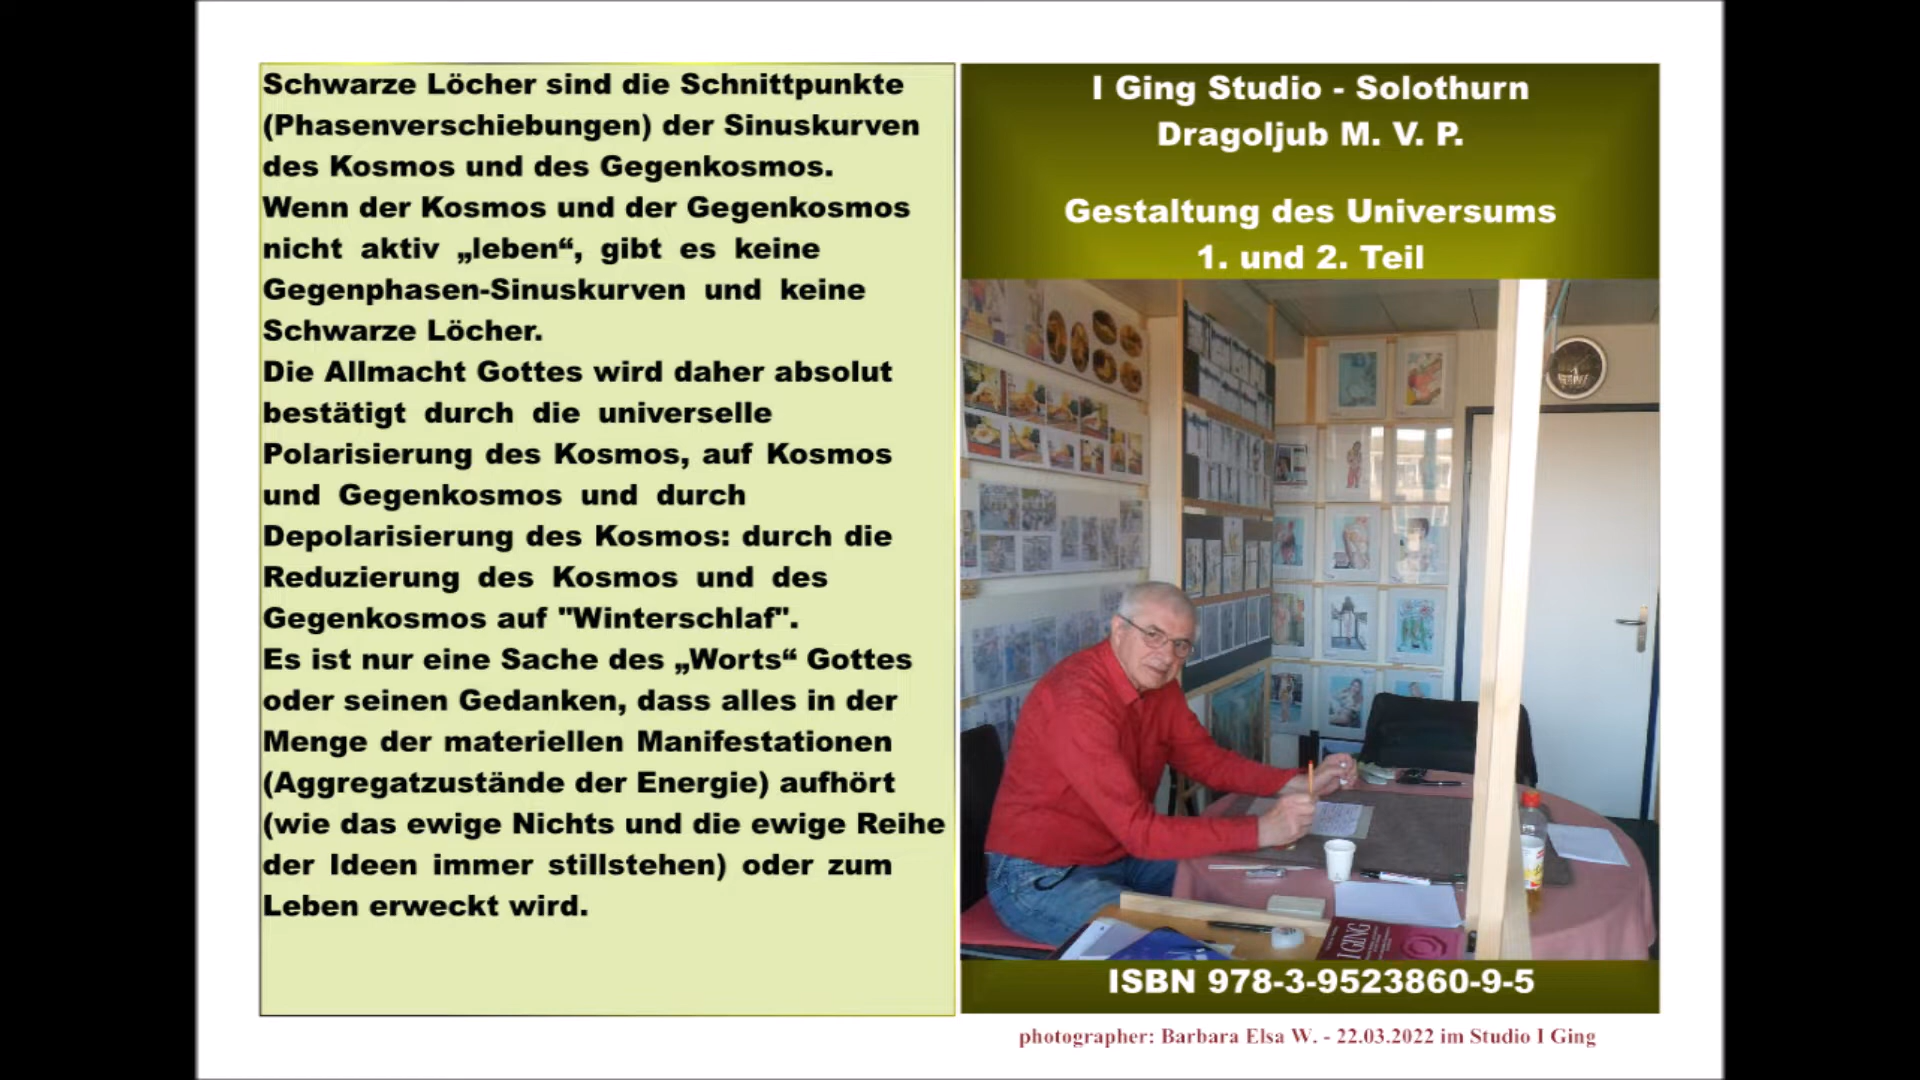 Schwarze Löcher sind die Schnittpunkte
(Phasenverschiebungen) der Sinuskurven
des Kosmos und des Gegenkosmos.
Wenn der Kosmos und der Gegenkosmos
nicht aktiv „leben“, gibt es keine
Gegenphasen-Sinuskurven und keine
Schwarze Löcher.
Die Allmacht Gottes wird daher absolut
bestätigt durch die universelle
Polarisierung des Kosmos, auf Kosmos
und Gegenkosmos und durch
Depolarisierung des Kosmos: durch die
Reduzierung des Kosmos und des
Gegenkosmos auf "Winterschlaf".
Es ist nur eine Sache des „Worts“ Gottes
oder seinen Gedanken, dass alles in der
Menge der materiellen Manifestationen
(Aggregatzustände der Energie) aufhört
(wie das ewige Nichts und die ewige Reihe
der Ideen immer stillstehen) oder zum
Leben erweckt wird.
I Ging Studio - Solothurn
Dragoljub M. V. P.
Gestaltung des Universums
1. und 2. Teil
I GING
ISBN 978-3-9523860-9-5
photographer: Barbara Elsa W. - 22.03.2022 im Studio I Ging